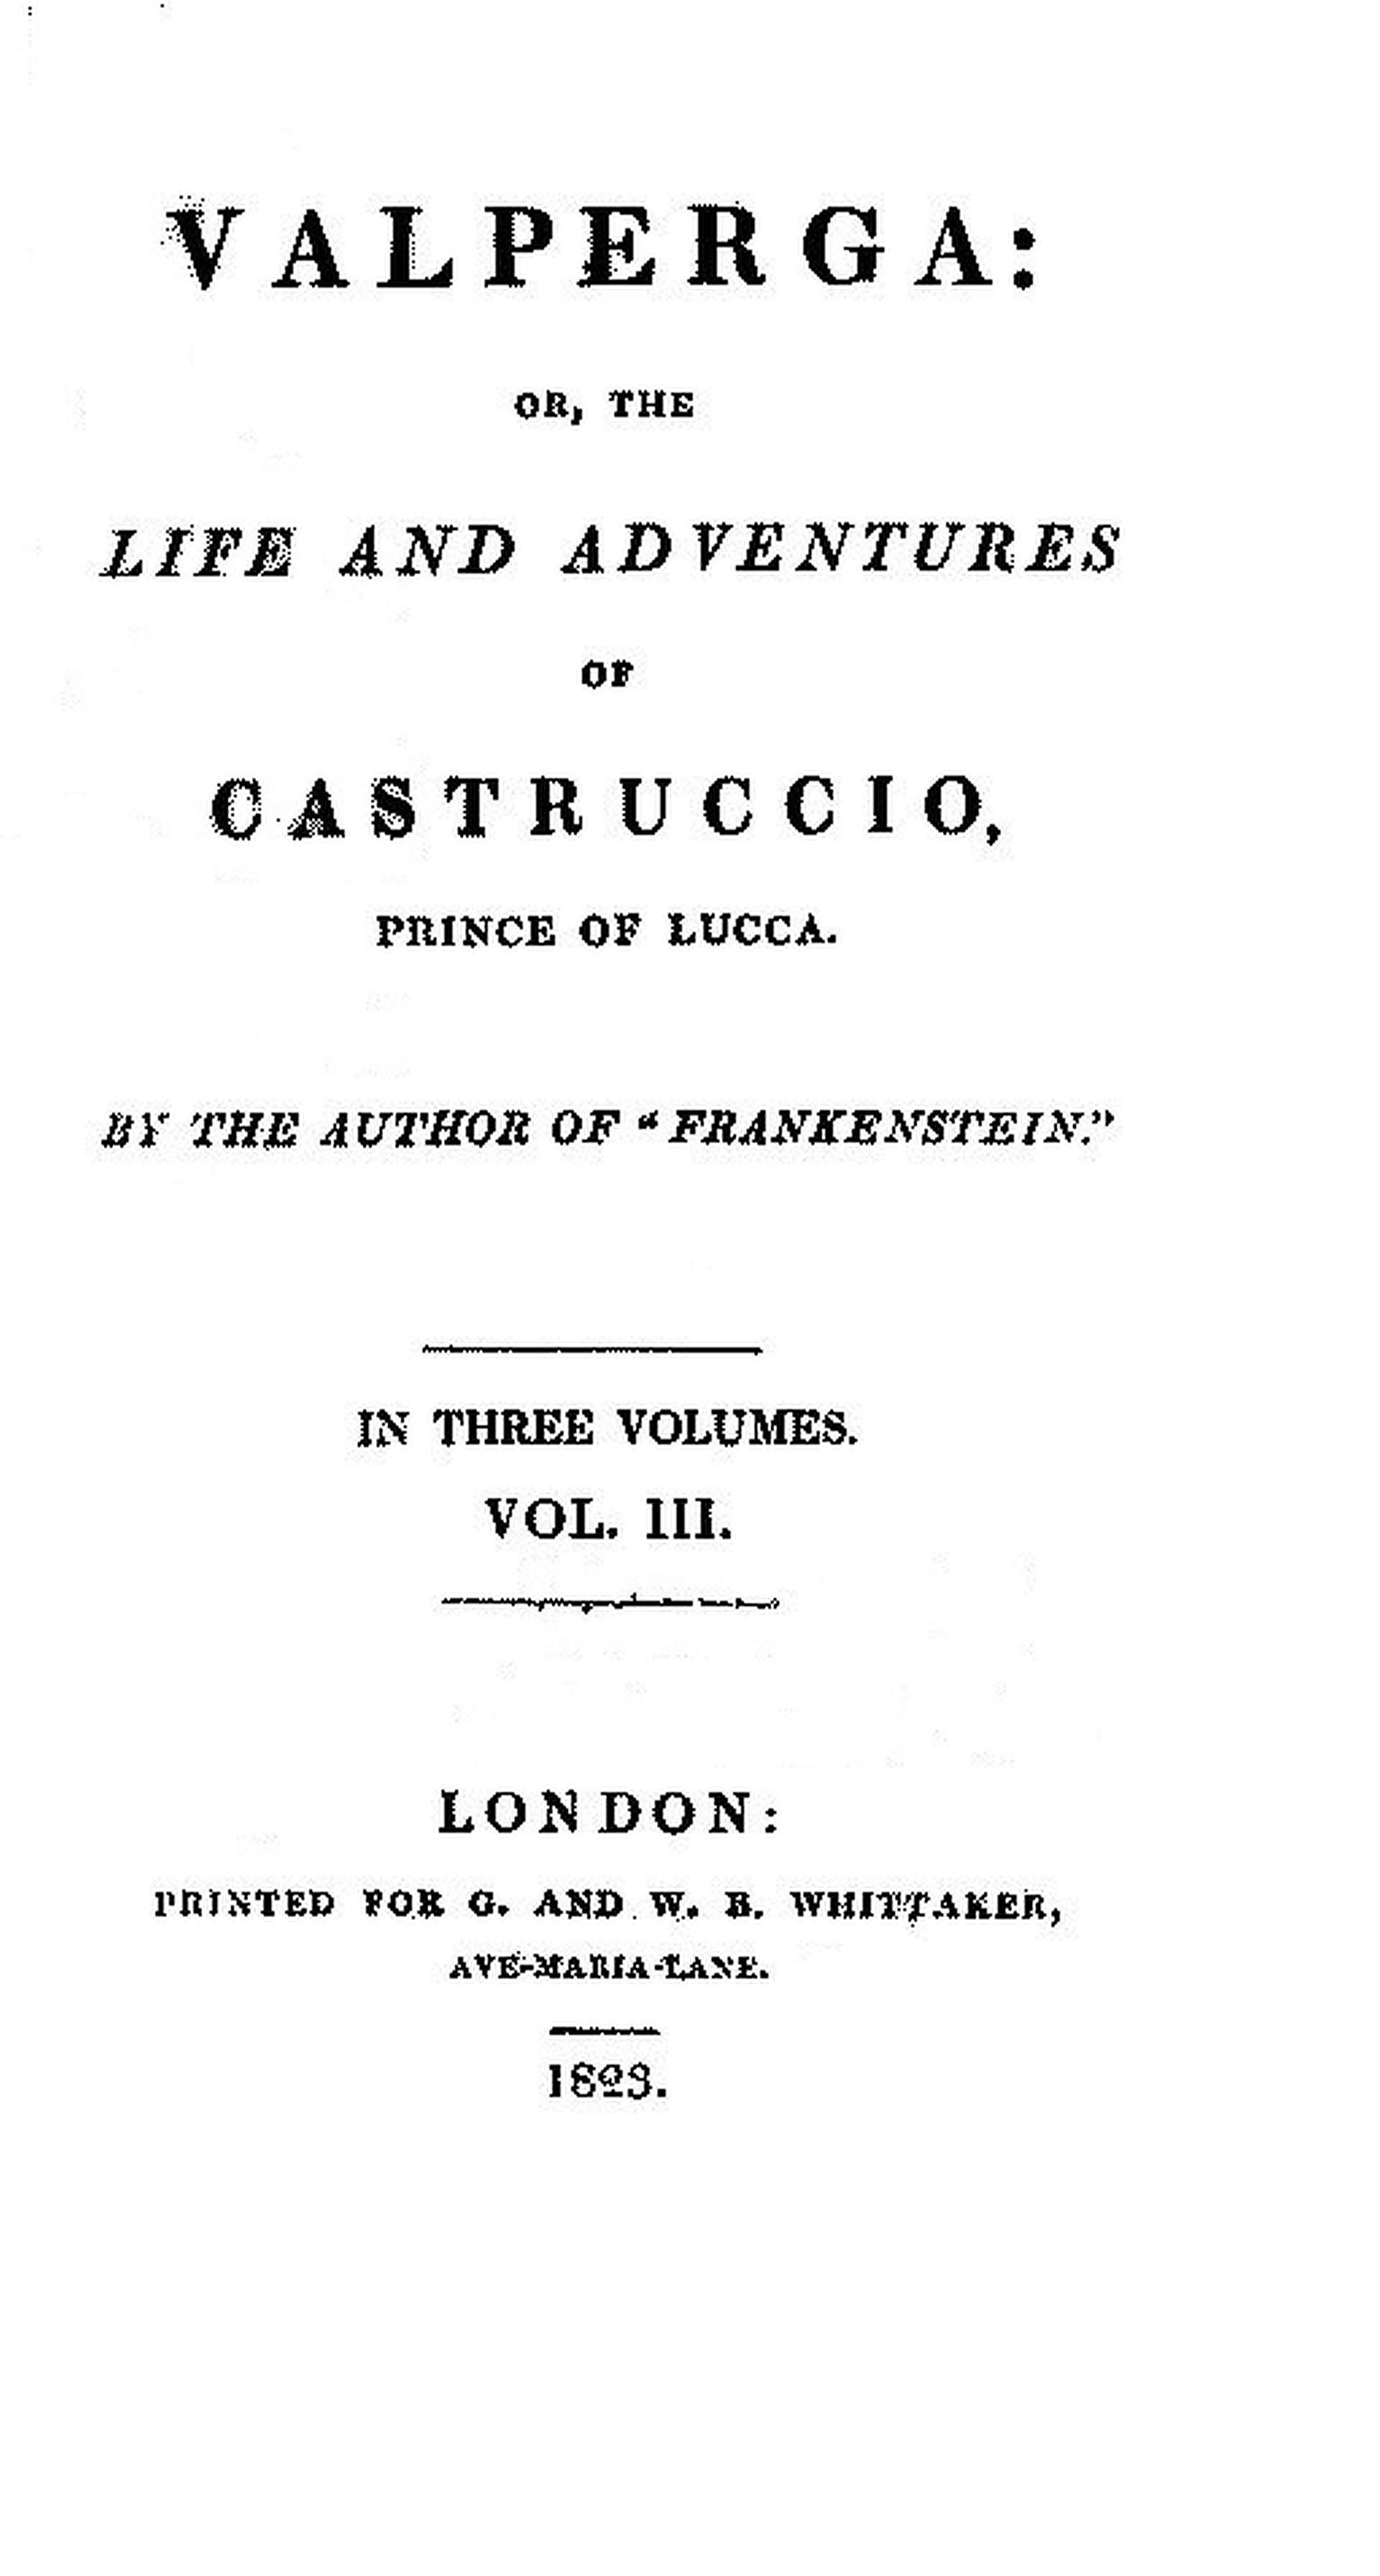 VALPERGA:
OR, THE
LIFE AND ADVENTURES
OF
CASTRUCCIO,
PRINCE OF LUCCA.
BY THE AUTHOR OF “FRANKENSTEIN.”
IN THREE VOLUMES.
VOL. III.
LONDON:
PRINTED FOR G. AND W. B. WHITTAKER,
AVE-MARIA-LANE.
1823.